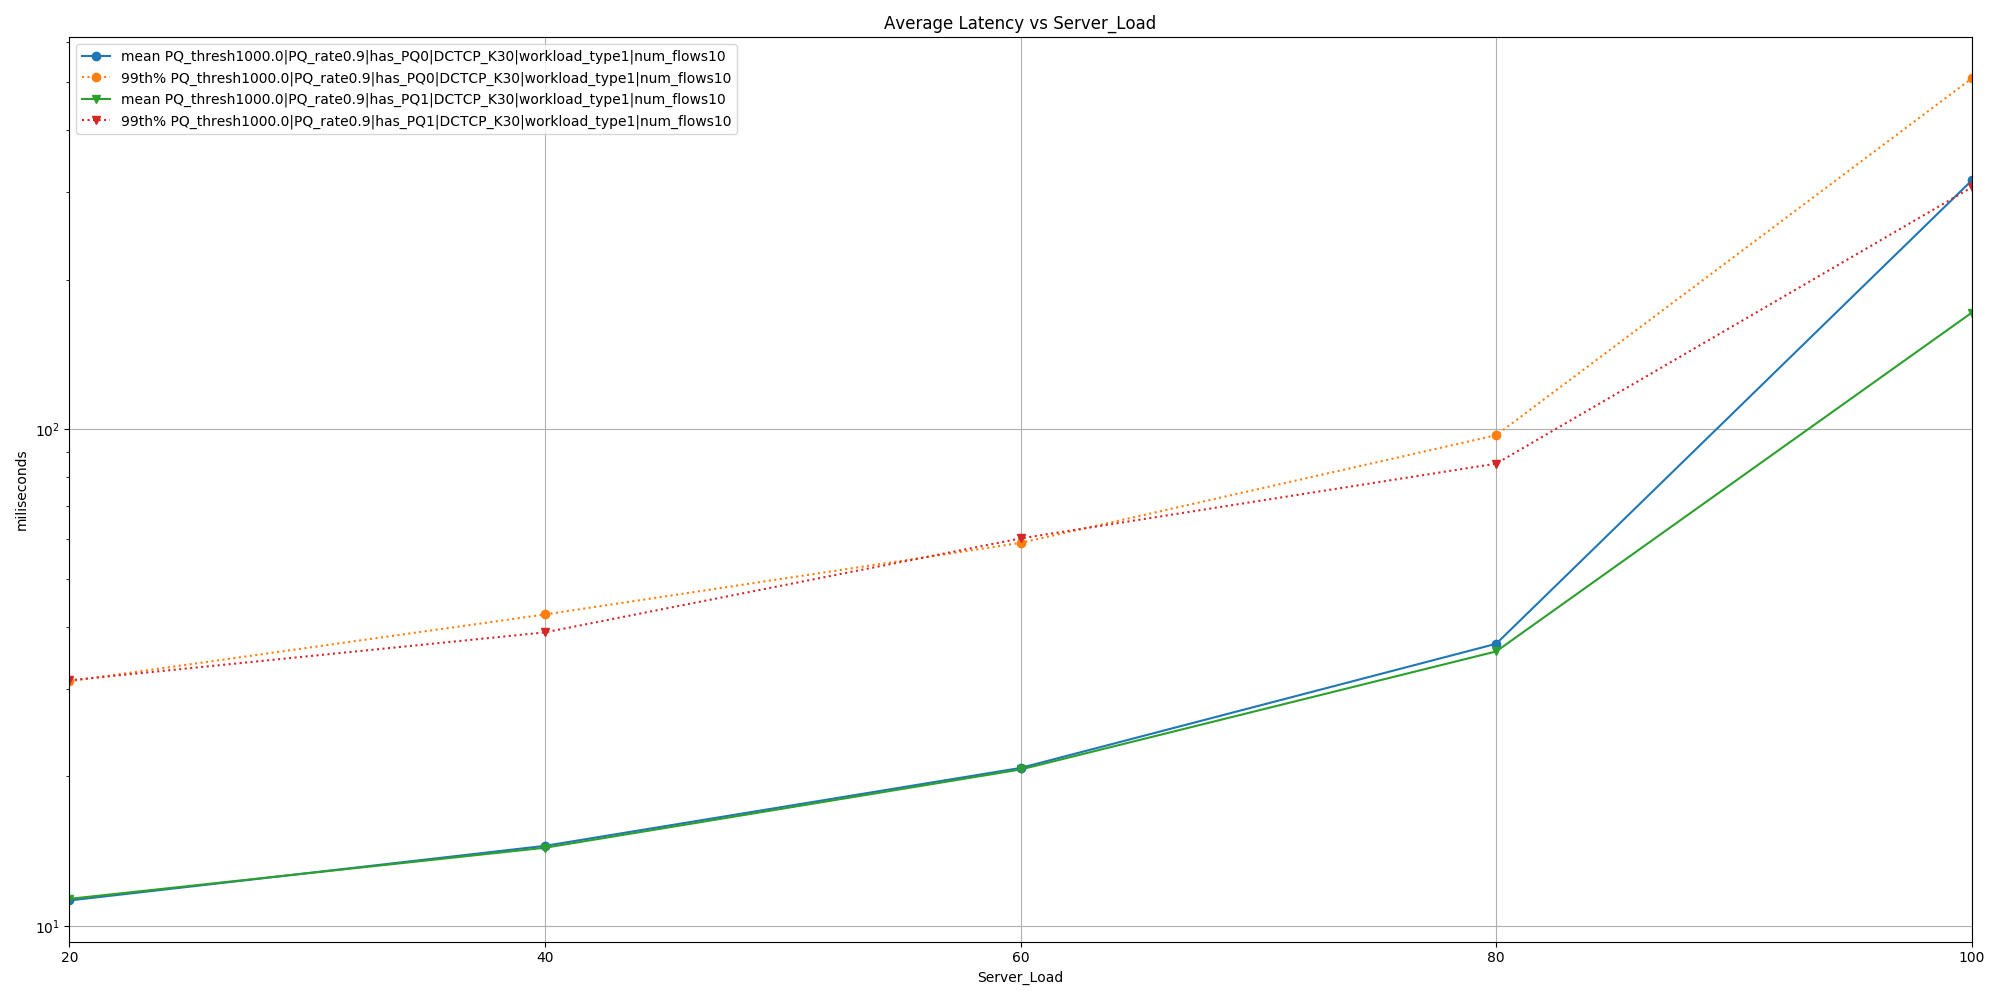 Average Latency vs Server_Load
mean PQ_thresh1000.0|PQ_rate0.9|has_PQ0|DCTCP_K30|workload_type1|num_flows10
99th% PQ_thresh1000.0|PQ_rate0.9|has_PQ0|DCTCP_K30|workload_type1|num_flows10
mean PQ_thresh1000.0|PQ_rate0.9|has_PQ1|DCTCP_K30|workload_type1|num_flows10
99th% PQ_thresh1000.0|PQ_rate0.9|has_PQ1|DCTCP_K30|workload_type1|num_flows10
10²
miliseconds
10¹
20 40 60 80 100
Server_Load